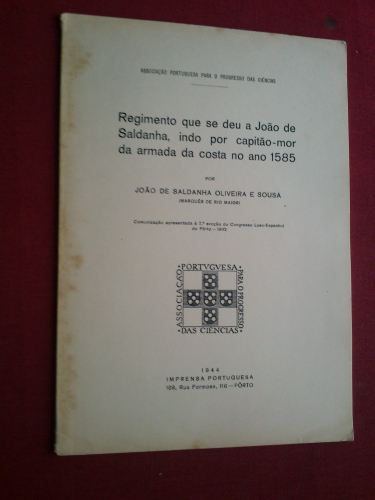 ASSOCIAÇÃO PORTUGUESA PARA O PROGRESSO DAS CIÊNCIAS
Regimento que se deu a João de
Saldanha, indo por capitão-mor
da armada da costa no ano 1585
POR
JOÃO DE SALDANHA OLIVEIRA E SOUSA
(MARQUÊS DE RIO MAIOR)
Comunicação apresentada à 7.ª secção do Congresso Luso-Espanhol
do Pôrto — 1942
ASSOCIAÇÃO PORTUGUESA PARA O PROGRESSO DAS CIÊNCIAS
1944
IMPRENSA PORTUGUESA
108, Rua Formosa, 116 — PÔRTO